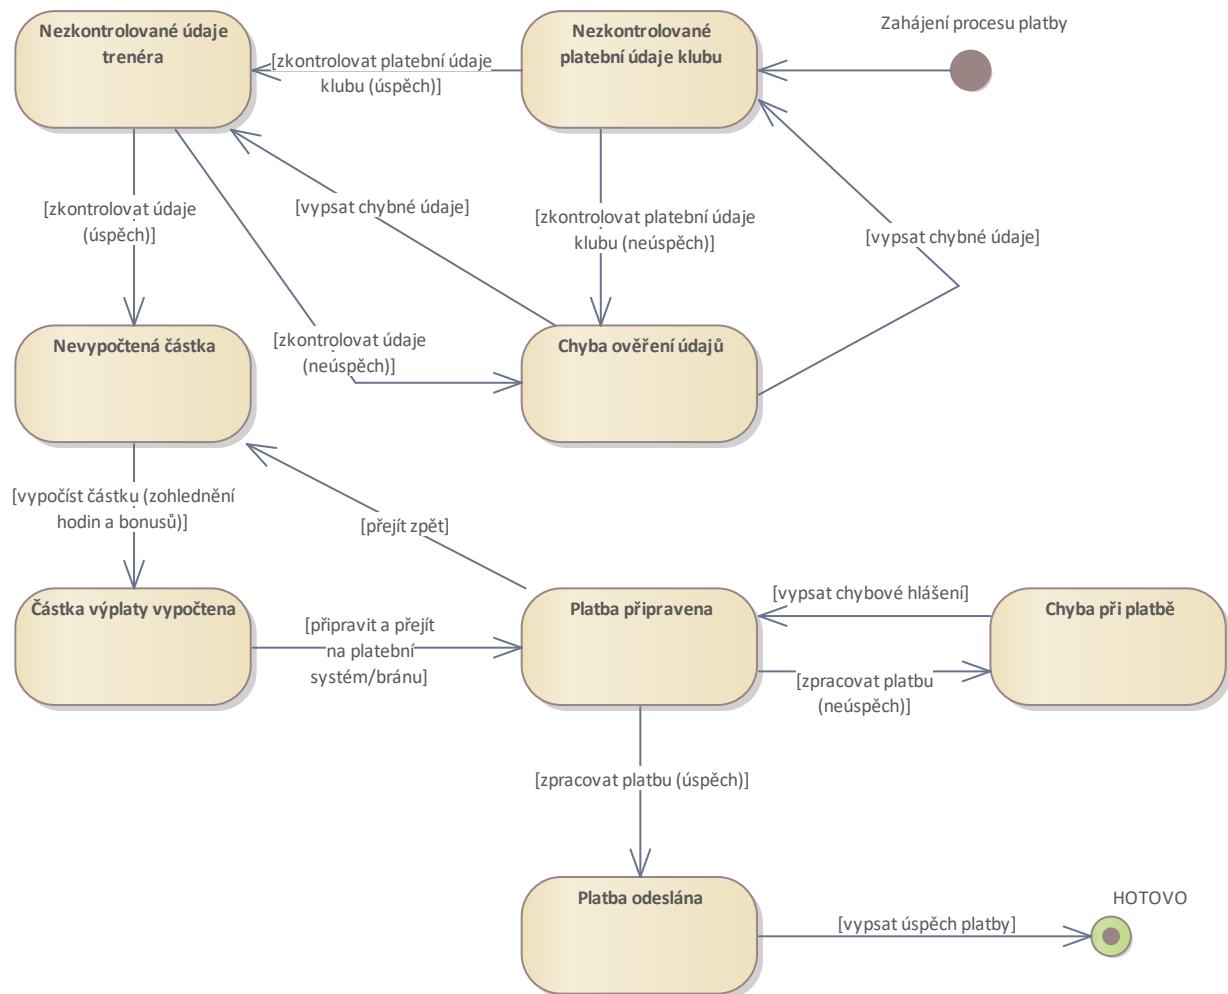 Nezkontrolované údaje
trenéra
Nezkontrolované
platební údaje klubu
Zahájení procesu platby
[zkontrolovat platební údaje
klubu (úspěch)]
[zkontrolovat údaje
(úspěch)]
[vypsat chybné údaje]
[zkontrolovat platební údaje
klubu (neúspěch)]
[vypsat chybné údaje]
[zkontrolovat údaje
(neúspěch)]
Nevypočtená částka
Chyba ověření údajů
[vypočíst částku (zohlednění
hodin a bonusů)]
[přejít zpět]
Částka výplaty vypočtena
[připravit a přejít
na platební
systém/bránu]
Platba připravena
[vypsat chybové hlášení]
[zpracovat platbu
(neúspěch)]
Chyba při platbě
[zpracovat platbu (úspěch)]
Platba odeslána
[vypsat úspěch platby]
HOTOVO